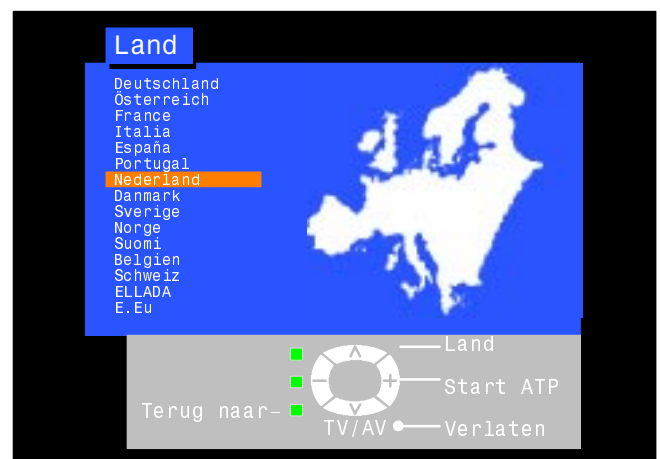 Land
Deutschland
Österreich
France
Italia
España
Portugal
Nederland
Danmark
Sverige
Norge
Suomi
Belgien
Schweiz
ELLADA
E.Eu
Land
Start ATP
Terug naar
TV/AV
Verlaten